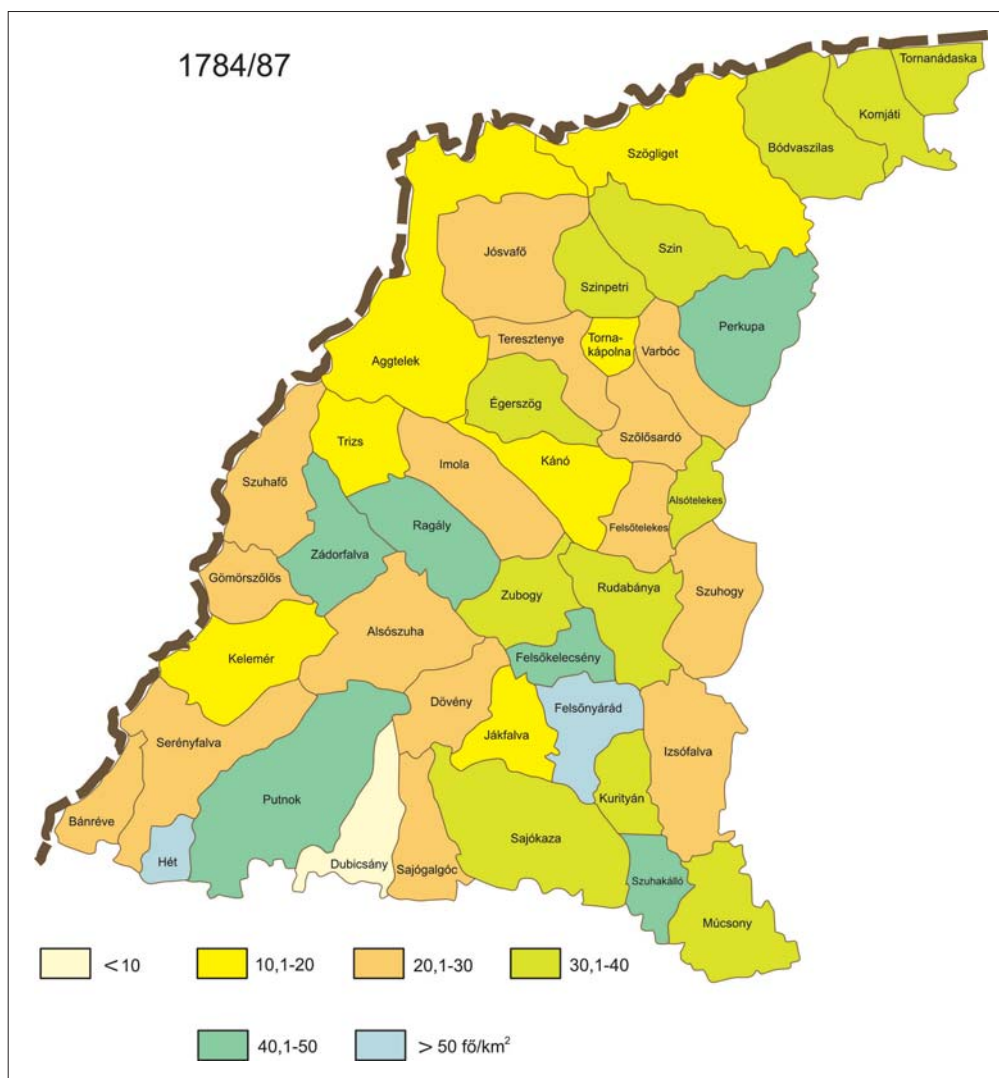 1784/87
Tornanádaska
Komjáti
Bódvaszilas
Szögliget
Jósvafő
Szin
Szinpetri
Perkupa
Teresztenye
Torna-
kápolna
Varbóc
Aggtelek
Égerszög
Szőlősardó
Trizs
Imola
Kánó
Szuhafő
Alsótelekes
Ragály
Felsőtelekes
Zádorfalva
Gömörszőlős
Zubogy
Rudabánya
Szuhogy
Alsószuha
Kelemér
Felsőkelecsény
Dövény
Felsőnyárád
Serényfalva
Jákfalva
Izsófalva
Putnok
Kurityán
Bánréve
Sajókaza
Hét
Dubicsány
Sajógalgóc
Szuhakálló
Múcsony
< 10
10,1-20
20,1-30
30,1-40
40,1-50
> 50 fő/km²